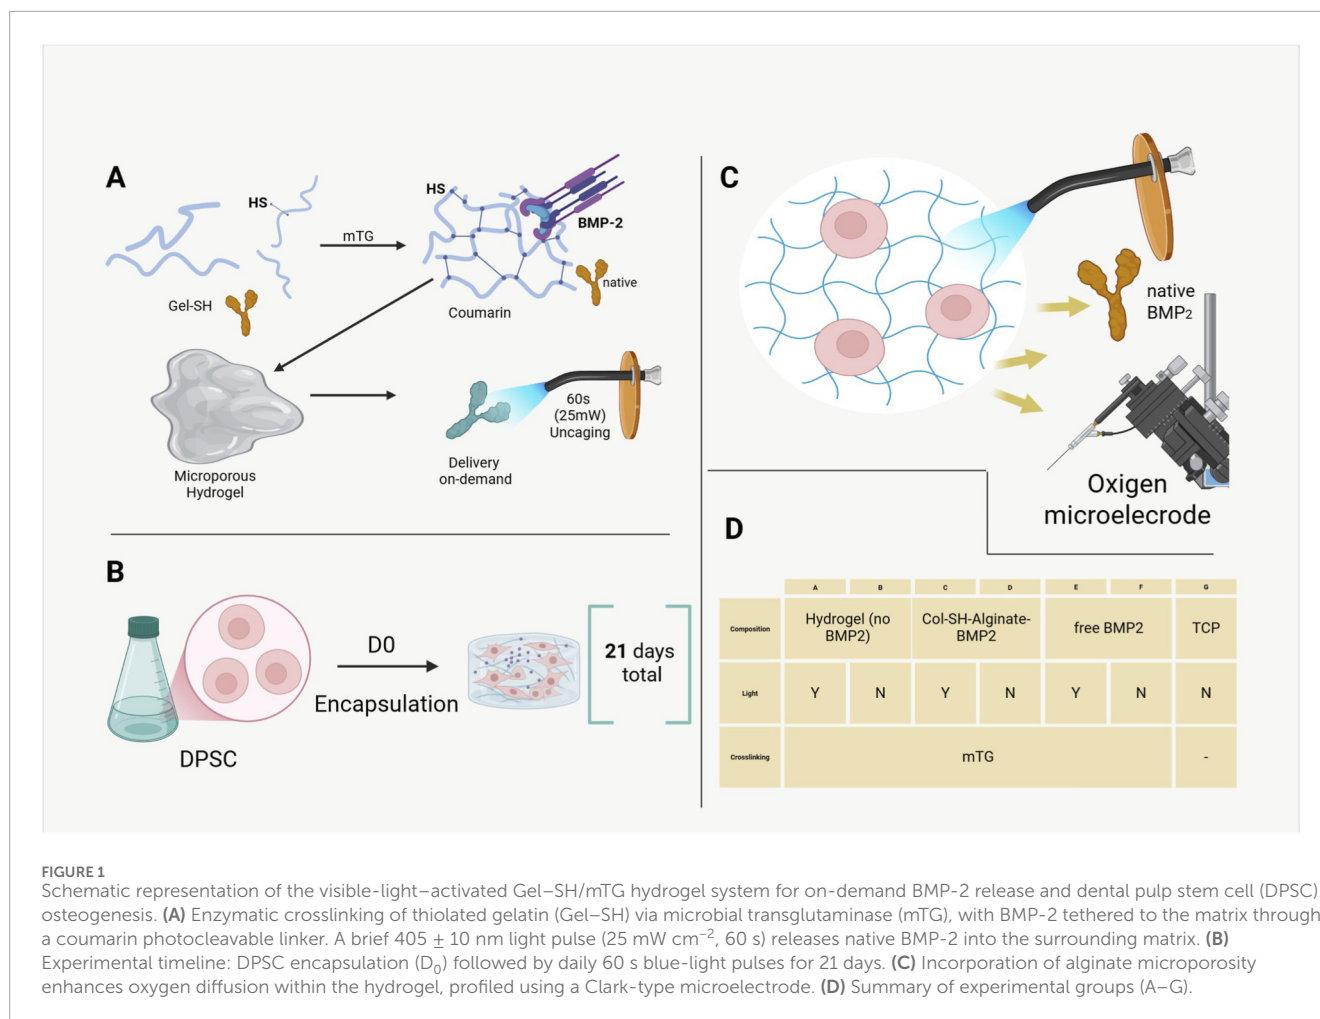 A
HS
mTG
Gel-SH
HS
BMP-2
native
Coumarin
Microporous
Hydrogel
60s
(25mW)
Uncaging
Delivery
on-demand
B
D0
Encapsulation
DPSC
21 days
total
C
native
BMP2
Oxigen
microelecrode
D
A B C D E F G
Composition Hydrogel (no BMP2) Col-SH-Alginate-BMP2 free BMP2 TCP
Light Y N Y N Y N N
Crosslinking mTG -
FIGURE 1
Schematic representation of the visible-light–activated Gel–SH/mTG hydrogel system for on-demand BMP-2 release and dental pulp stem cell (DPSC)
osteogenesis. (A) Enzymatic crosslinking of thiolated gelatin (Gel–SH) via microbial transglutaminase (mTG), with BMP-2 tethered to the matrix through
a coumarin photocleavable linker. A brief 405 ± 10 nm light pulse (25 mW cm⁻², 60 s) releases native BMP-2 into the surrounding matrix. (B)
Experimental timeline: DPSC encapsulation (D₀) followed by daily 60 s blue-light pulses for 21 days. (C) Incorporation of alginate microporosity
enhances oxygen diffusion within the hydrogel, profiled using a Clark-type microelectrode. (D) Summary of experimental groups (A–G).